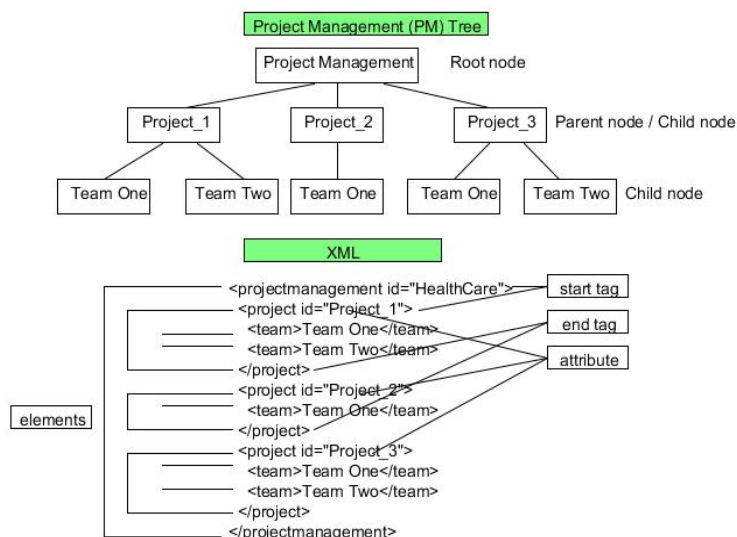 Project Management (PM) Tree
Project Management Root node
Project_1 Project_2 Project_3 Parent node / Child node
Team One Team Two Team One Team One Team Two Child node
XML
<projectmanagement id="HealthCare"> start tag
<project id="Project_1">
<team>Team One</team> end tag
<team>Team Two</team> attribute
</project>
<project id="Project_2">
elements <team>Team One</team>
</project>
<project id="Project_3">
<team>Team One</team>
<team>Team Two</team>
</project>
</projectmanagement>